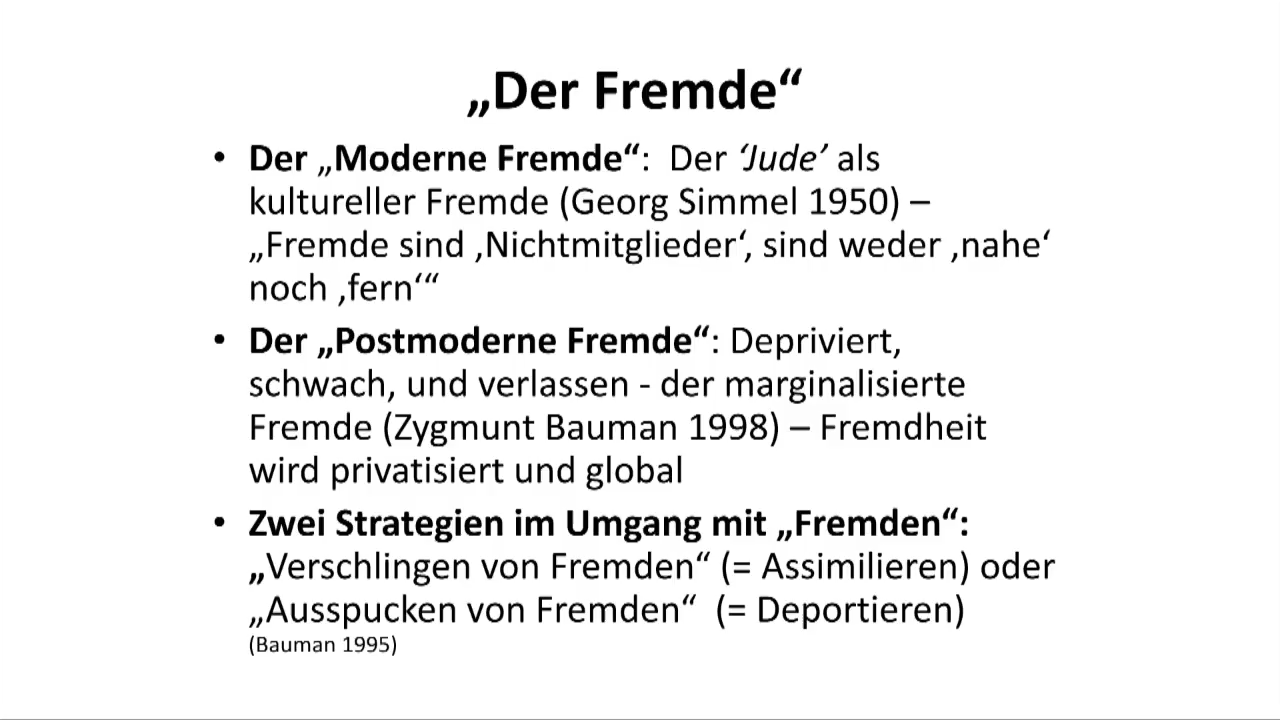 „Der Fremde“
• Der „Moderne Fremde“:  Der ‘Jude’ als
kultureller Fremde (Georg Simmel 1950) –
„Fremde sind ‚Nichtmitglieder‘, sind weder ‚nahe‘
noch ‚fern‘“
• Der „Postmoderne Fremde“: Depriviert,
schwach, und verlassen - der marginalisierte
Fremde (Zygmunt Bauman 1998) – Fremdheit
wird privatisiert und global
• Zwei Strategien im Umgang mit „Fremden“:
„Verschlingen von Fremden“ (= Assimilieren) oder
„Ausspucken von Fremden“  (= Deportieren)
(Bauman 1995)